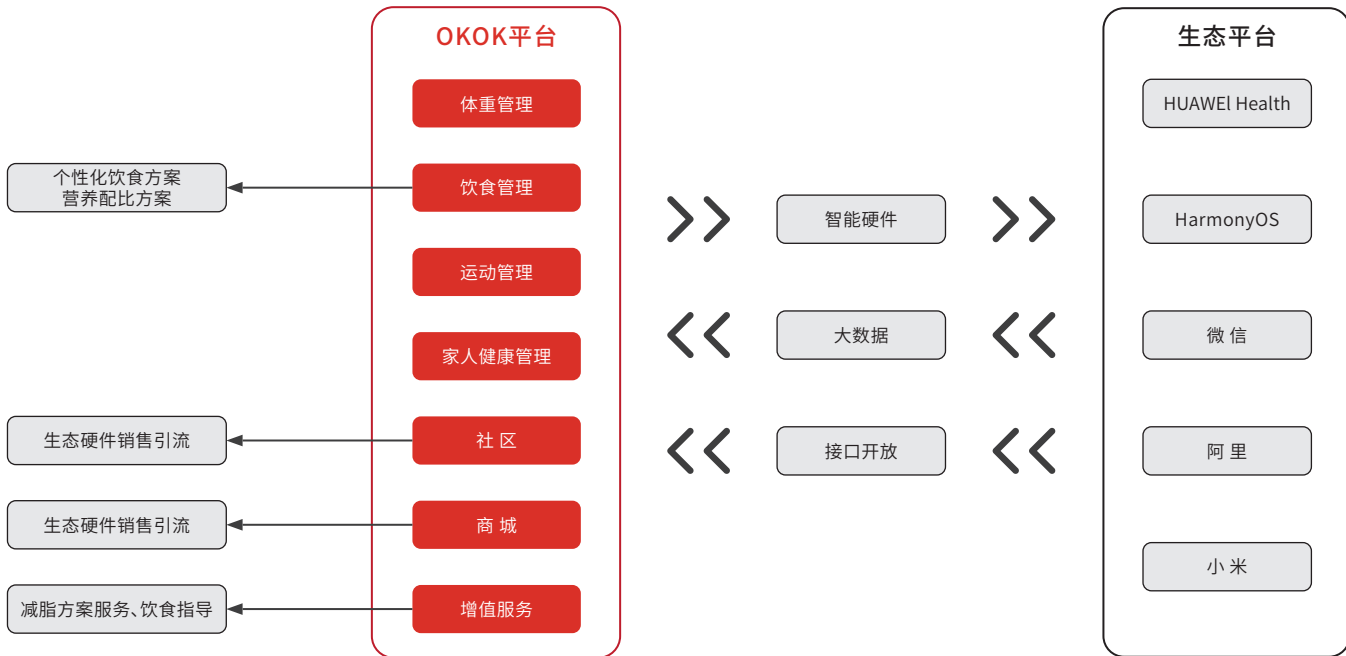 OKOK平台
体重管理
饮食管理
运动管理
家人健康管理
社 区
商 城
增值服务
个性化饮食方案
营养配比方案
生态硬件销售引流
生态硬件销售引流
减脂方案服务、饮食指导
智能硬件
大数据
接口开放
生态平台
HUAWEl Health
HarmonyOS
微 信
阿 里
小 米